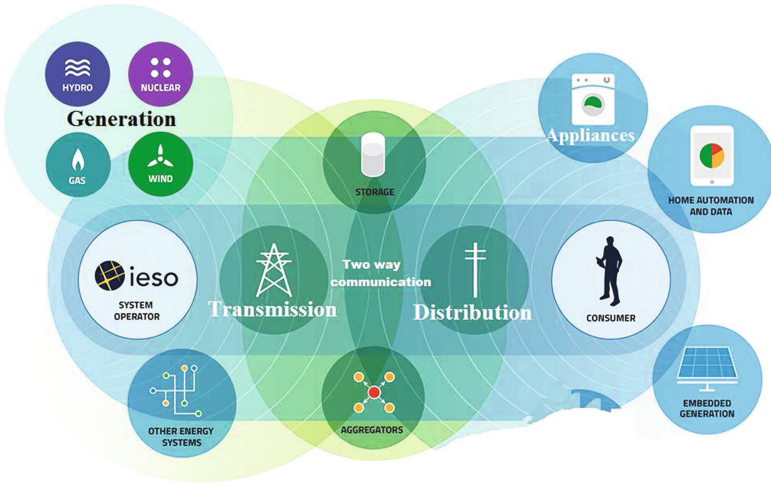 HYDRO
NUCLEAR
Generation
GAS
WIND
STORAGE
Appliances
HOME AUTOMATION
AND DATA
ieso
SYSTEM
OPERATOR
Transmission
Two way
communication
Distribution
CONSUMER
OTHER ENERGY
SYSTEMS
AGGREGATORS
EMBEDDED
GENERATION